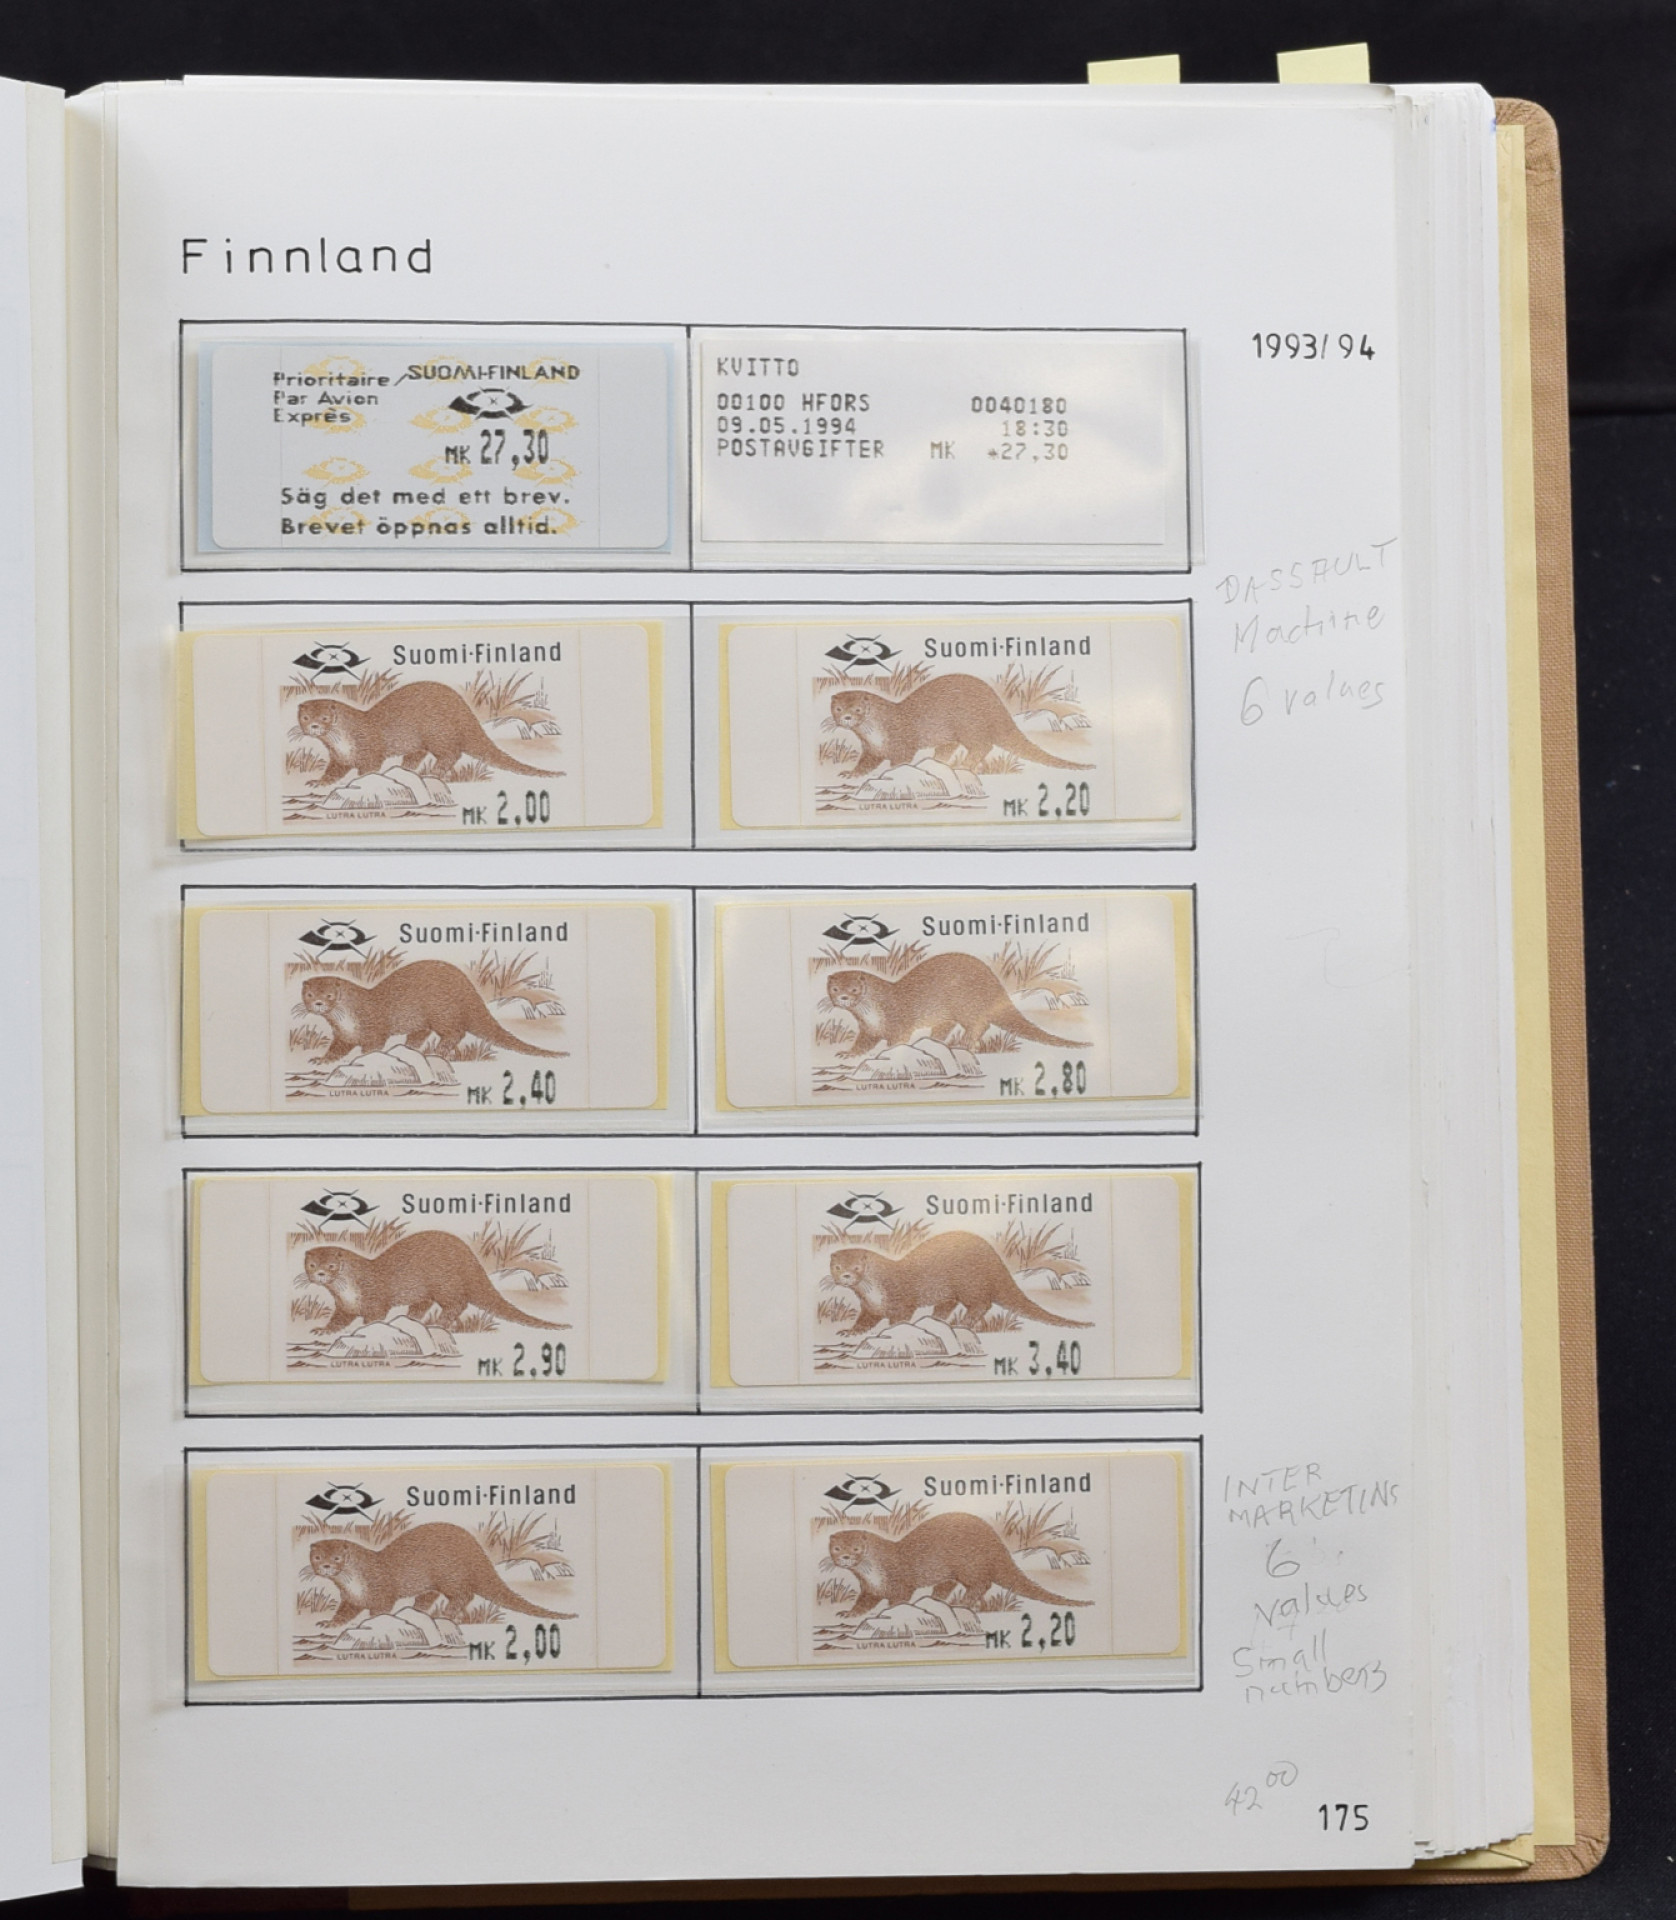 Finnland
1993/94
Prioritaire/SUOMI-FINLAND
Par Avion
Exprès
MK 27,30
Säg det med ett brev.
Brevet öppnas alltid.
KVITTO
00100 HFORS 0040180
09.05.1994 18:30
POSTAVGIFTER MK *27,30
DASSAULT
Machine
6 values
Suomi·Finland
LUTRA LUTRA
MK 2,00
Suomi·Finland
LUTRA LUTRA
MK 2,20
Suomi·Finland
LUTRA LUTRA
MK 2,40
Suomi·Finland
LUTRA LUTRA
MK 2,80
Suomi·Finland
LUTRA LUTRA
MK 2,90
Suomi·Finland
LUTRA LUTRA
MK 3,40
Suomi·Finland
LUTRA LUTRA
MK 2,00
Suomi·Finland
LUTRA LUTRA
MK 2,20
INTER
MARKETING
6
values
Small
numbers
42 00
175